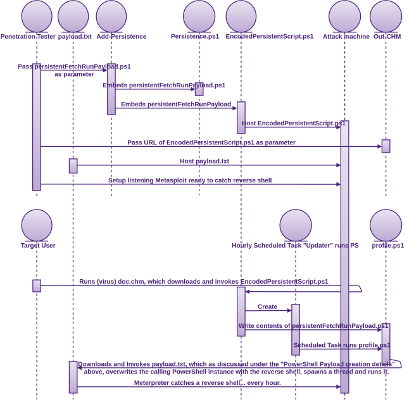 Penetration Tester payload.txt Add-Persistence Persistence.ps1 EncodedPersistentScript.ps1 Attack machine Out.CHM
Pass persistentFetchRunPayload.ps1
as parameter
Embeds persistentFetchRunPayload.ps1
Embeds persistentFetchRunPayload
Host EncodedPersistentScript.ps1
Pass URL of EncodedPersistentScript.ps1 as parameter
Host payload.txt
Setup listening Metasploit ready to catch reverse shell
Target User Hourly Scheduled Task "Updater" runs PS profile.ps1
Runs (virus) doc.chm, which downloads and invokes EncodedPersistentScript.ps1
Create
Write contents of persistentFetchRunPayload.ps1
Scheduled Task runs profile.ps1
Downloads and Invokes payload.txt, which as discussed under the "PowerShell Payload creation details"
above, overwrites the calling PowerShell instance with the reverse shell, spawns a thread and runs it.
Meterpreter catches a reverse shell... every hour.